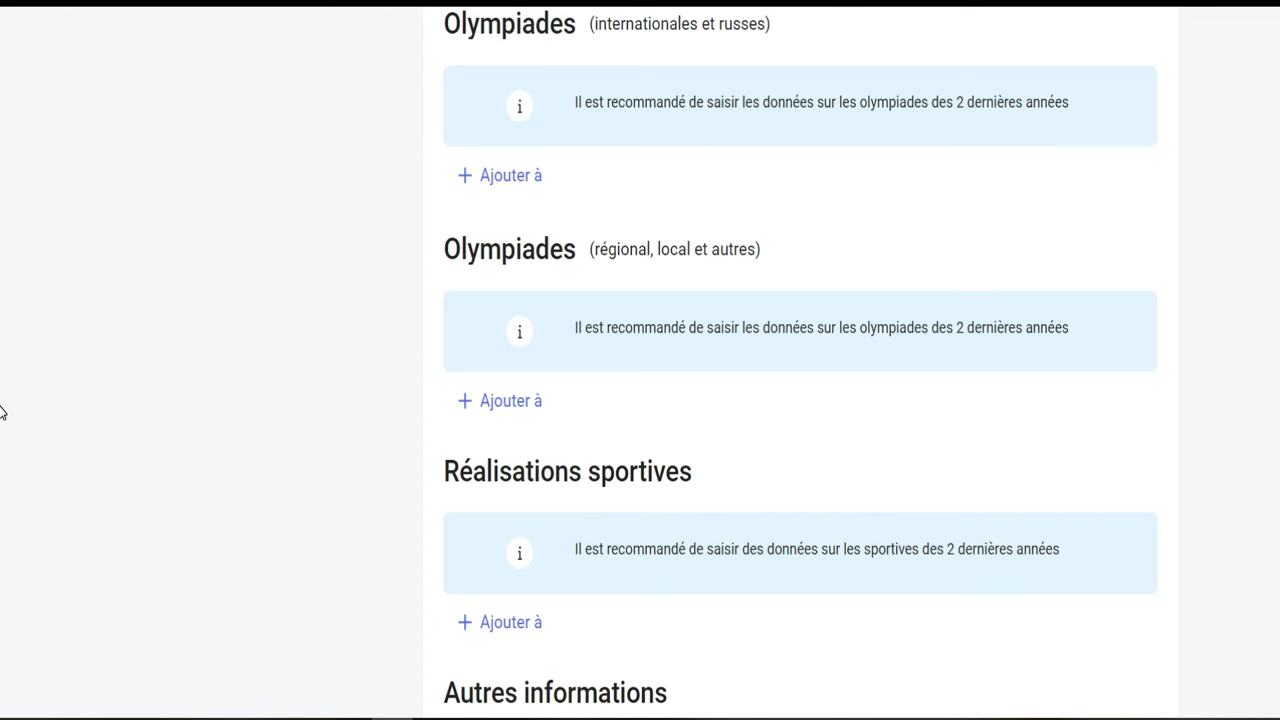 Olympiades (internationales et russes)
i Il est recommandé de saisir les données sur les olympiades des 2 dernières années
+ Ajouter à
Olympiades (régional, local et autres)
i Il est recommandé de saisir les données sur les olympiades des 2 dernières années
+ Ajouter à
Réalisations sportives
i Il est recommandé de saisir des données sur les sportives des 2 dernières années
+ Ajouter à
Autres informations